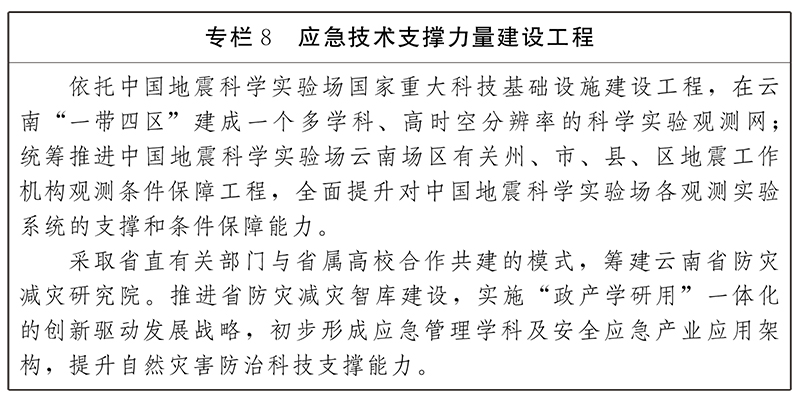 专栏 8 应急技术支撑力量建设工程
依托中国地震科学实验场国家重大科技基础设施建设工程，在云
南“一带四区”建成一个多学科、高时空分辨率的科学实验观测网；
统筹推进中国地震科学实验场云南场区有关州、市、县、区地震工作
机构观测条件保障工程，全面提升对中国地震科学实验场各观测实验
系统的支撑和条件保障能力。
采取省直有关部门与省属高校合作共建的模式，筹建云南省防灾
减灾研究院。推进省防灾减灾智库建设，实施“政产学研用”一体化
的创新驱动发展战略，初步形成应急管理学科及安全应急产业应用架
构，提升自然灾害防治科技支撑能力。